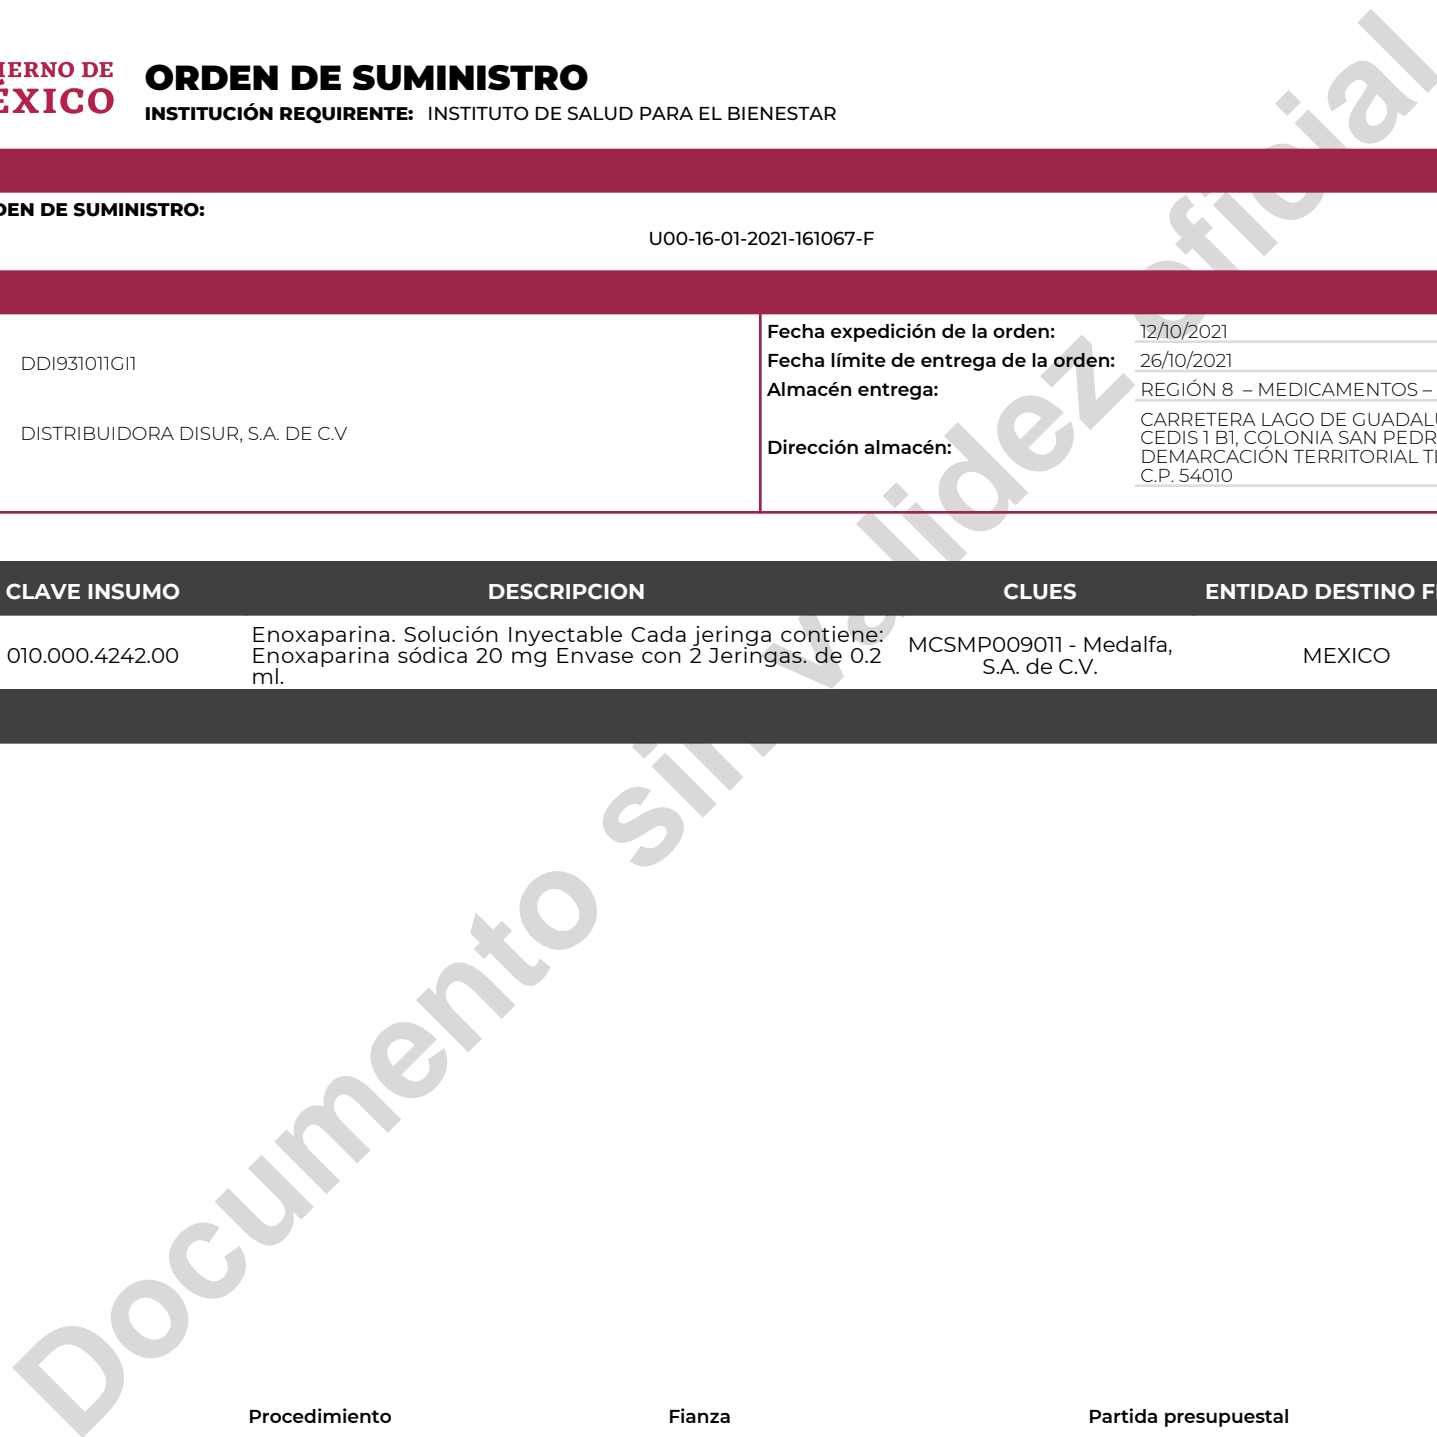 IERNO DE
ÉXICO
ORDEN DE SUMINISTRO
INSTITUCIÓN REQUIRENTE: INSTITUTO DE SALUD PARA EL BIENESTAR
DEN DE SUMINISTRO:
U00-16-01-2021-161067-F
DDI931011GI1
DISTRIBUIDORA DISUR, S.A. DE C.V
Fecha expedición de la orden: 12/10/2021
Fecha límite de entrega de la orden: 26/10/2021
Almacén entrega: REGIÓN 8 – MEDICAMENTOS –
Dirección almacén:
CARRETERA LAGO DE GUADALU
CEDIS 1 B1, COLONIA SAN PEDR
DEMARCACIÓN TERRITORIAL TL
C.P. 54010
CLAVE INSUMO DESCRIPCION CLUES ENTIDAD DESTINO FI
010.000.4242.00
Enoxaparina. Solución Inyectable Cada jeringa contiene:
Enoxaparina sódica 20 mg Envase con 2 Jeringas. de 0.2
ml.
MCSMP009011 - Medalfa,
S.A. de C.V.
MEXICO
Documento sin validez oficial
Procedimiento Fianza Partida presupuestal